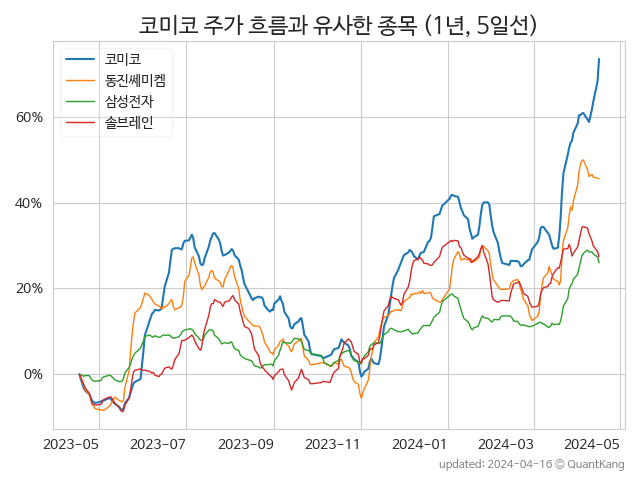 코미코 주가 흐름과 유사한 종목 (1년, 5일선)
코미코
동진쎄미켐
삼성전자
솔브레인
60%
40%
20%
0%
2023-05 2023-07 2023-09 2023-11 2024-01 2024-03 2024-05
updated: 2024-04-16 © QuantKang